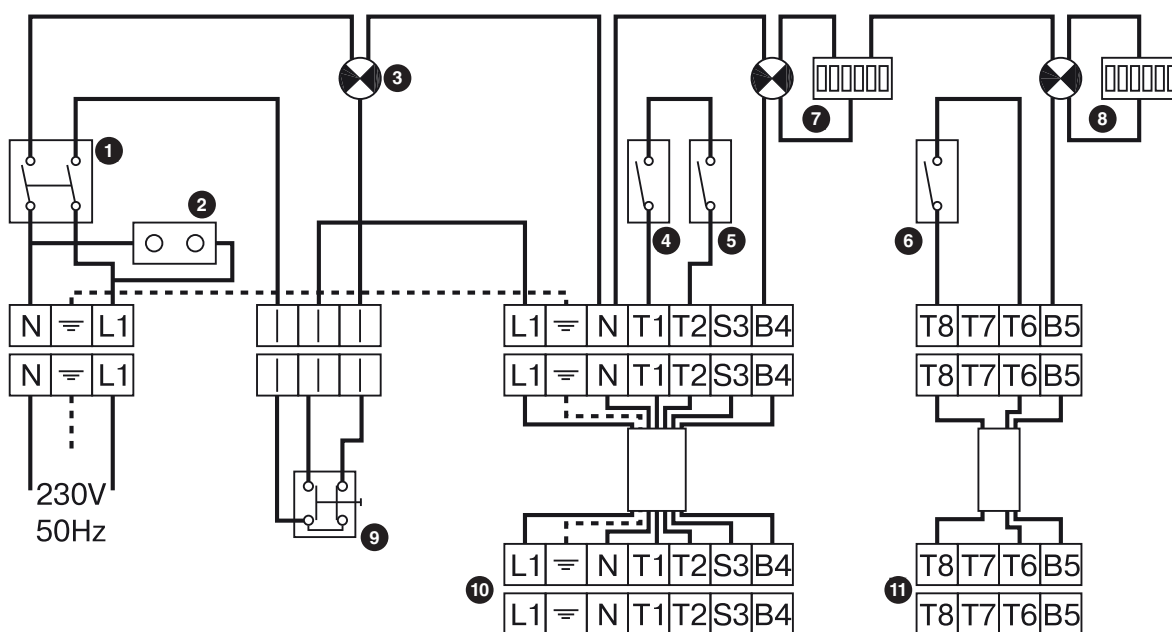 3
1
7
8
2
4
5
6
N L1
L1 N T1 T2 S3 B4
T8 T7 T6 B5
N L1
L1 N T1 T2 S3 B4
T8 T7 T6 B5
230V
50Hz
9
10
L1 N T1 T2 S3 B4
11
T8 T7 T6 B5
L1 N T1 T2 S3 B4
T8 T7 T6 B5